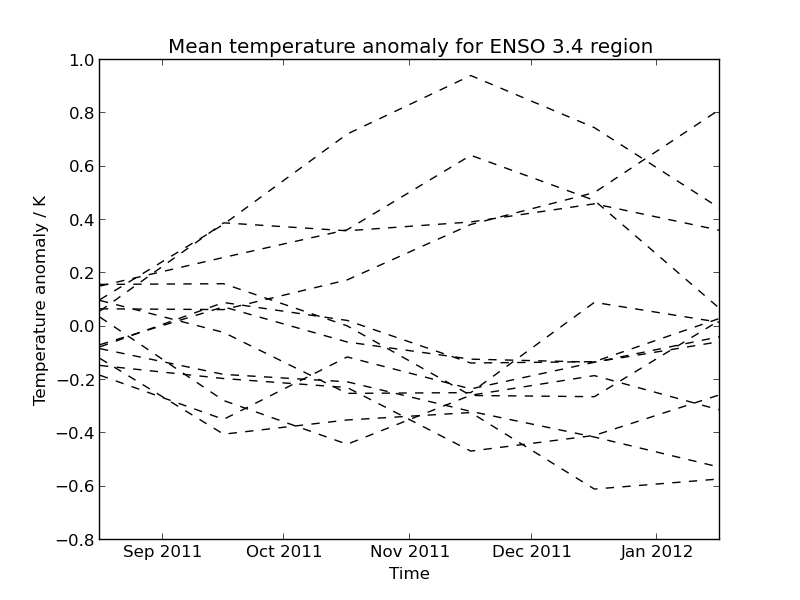 Mean temperature anomaly for ENSO 3.4 region
1.0
0.8
0.6
0.4
0.2
0.0
−0.2
−0.4
−0.6
−0.8
Temperature anomaly / K
Sep 2011 Oct 2011 Nov 2011 Dec 2011 Jan 2012
Time